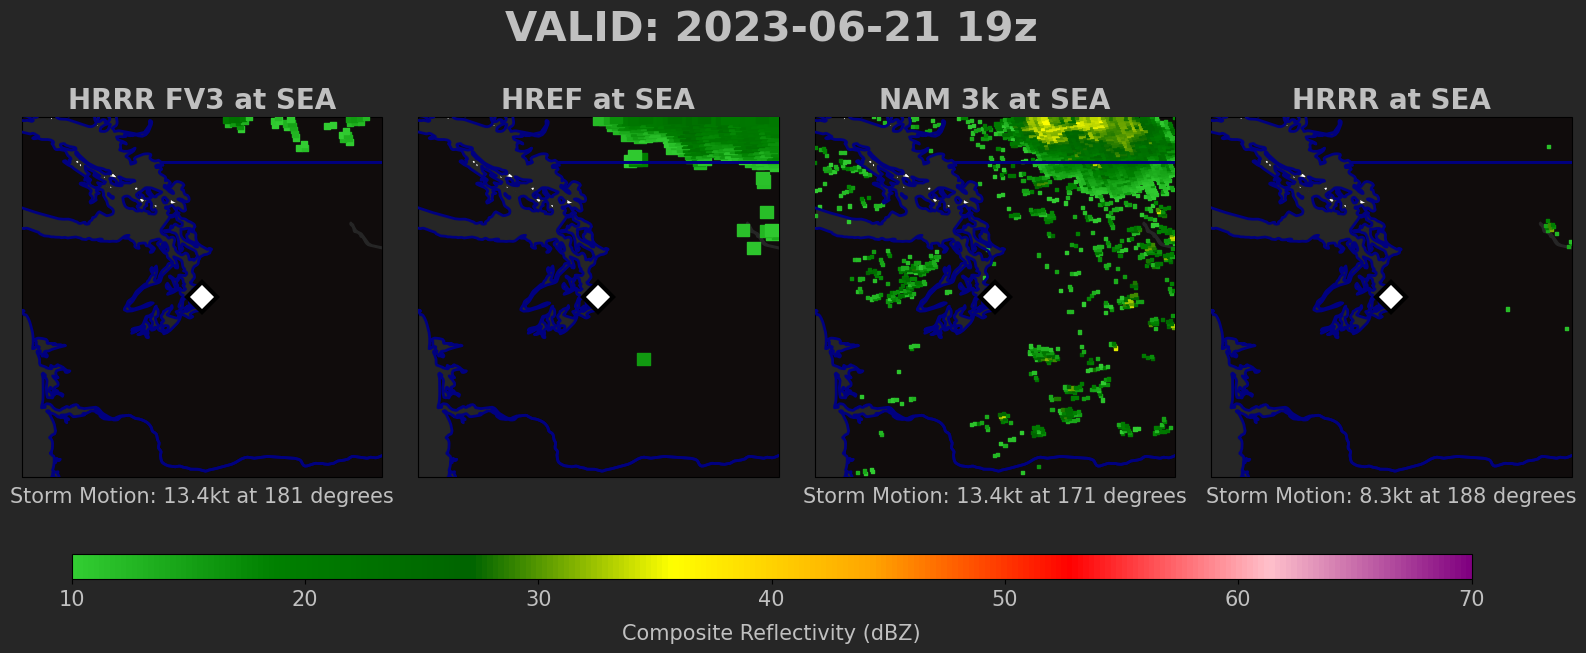 VALID: 2023-06-21 19z
HRRR FV3 at SEA
HREF at SEA
NAM 3k at SEA
HRRR at SEA
Storm Motion: 13.4kt at 181 degrees
Storm Motion: 13.4kt at 171 degrees
Storm Motion: 8.3kt at 188 degrees
10 20 30 40 50 60 70
Composite Reflectivity (dBZ)